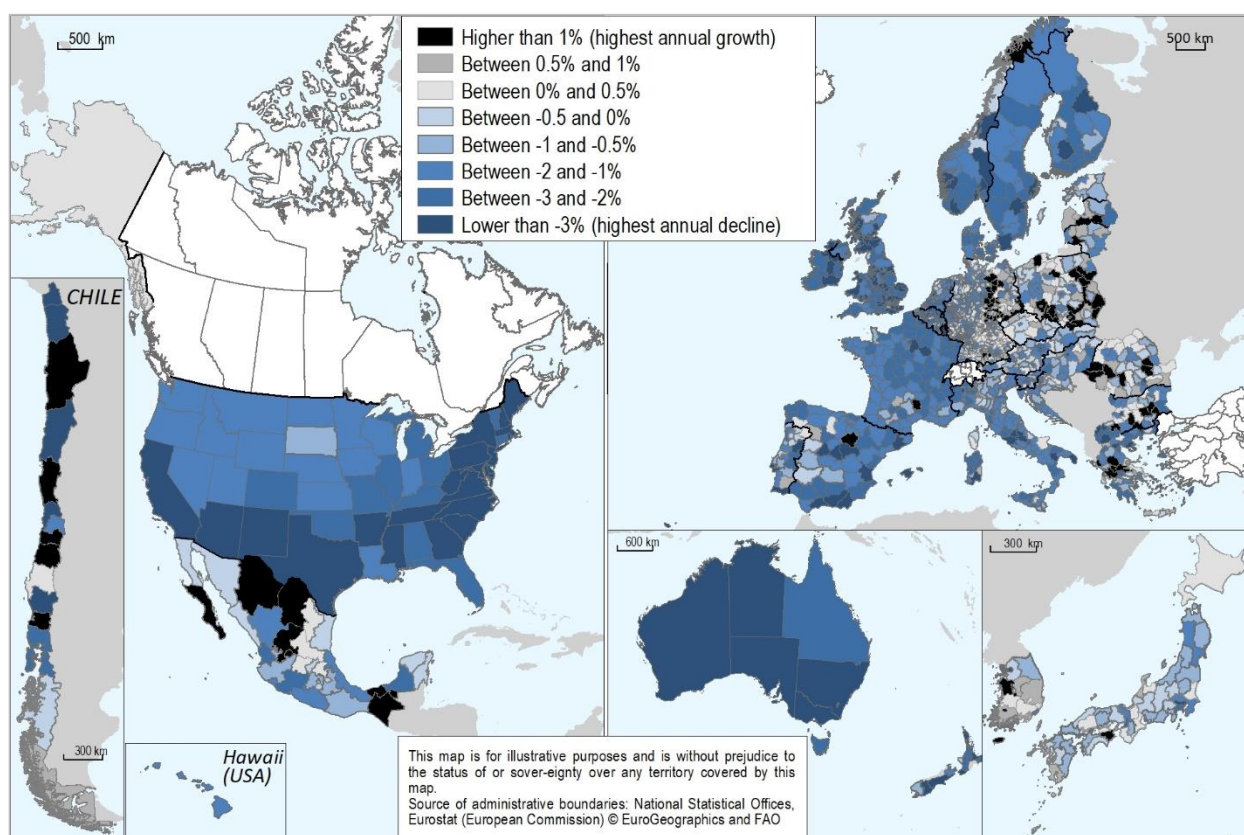 500 km
Higher than 1% (highest annual growth)
Between 0.5% and 1%
Between 0% and 0.5%
Between -0.5 and 0%
Between -1 and -0.5%
Between -2 and -1%
Between -3 and -2%
Lower than -3% (highest annual decline)
500 km
CHILE
300 km
Hawaii
(USA)
600 km
300 km
This map is for illustrative purposes and is without prejudice to
the status of or sover-eignty over any territory covered by this
map.
Source of administrative boundaries: National Statistical Offices,
Eurostat (European Commission) © EuroGeographics and FAO